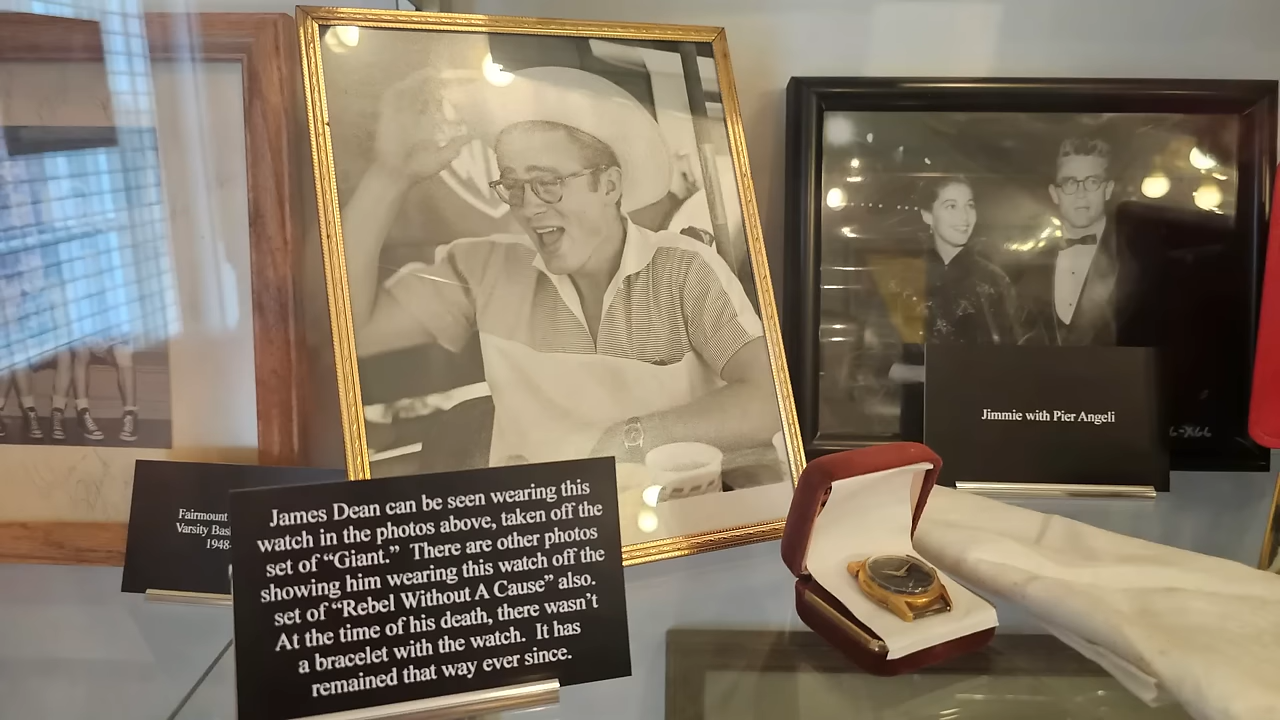 Jimmie with Pier Angeli
Fairmount
Varsity
1948-
James Dean can be seen wearing this
watch in the photos above, taken off the
set of “Giant.” There are other photos
showing him wearing this watch off the
set of “Rebel Without A Cause” also.
At the time of his death, there wasn’t
a bracelet with the watch. It has
remained that way ever since.